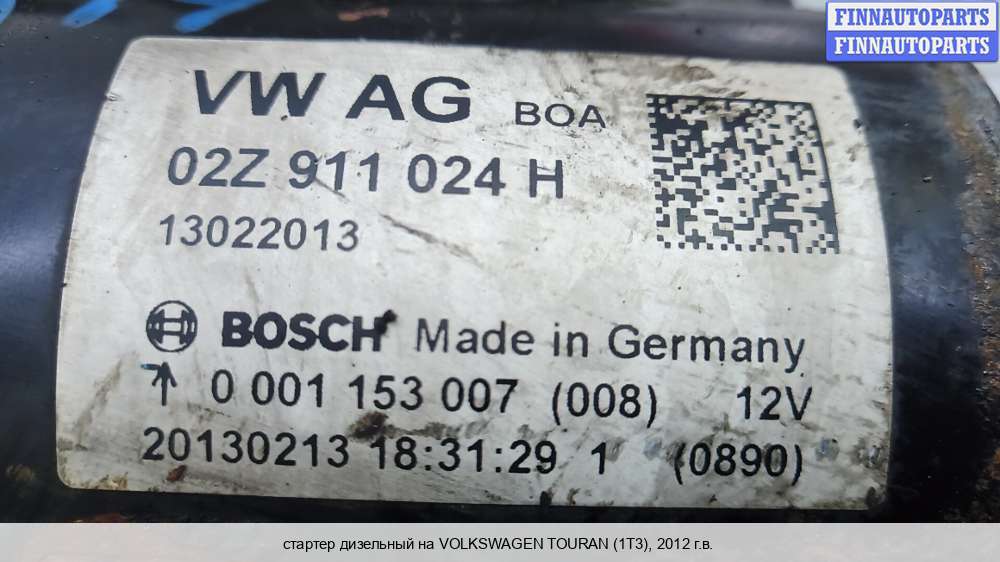 FINNAUTOPARTS
FINNAUTOPARTS
VW AG BOA
02Z 911 024 H
13022013
BOSCH Made in Germany
0 001 153 007 (008) 12V
20130213 18:31:29 1 (0890)
стартер дизельный на VOLKSWAGEN TOURAN (1T3), 2012 г.в.